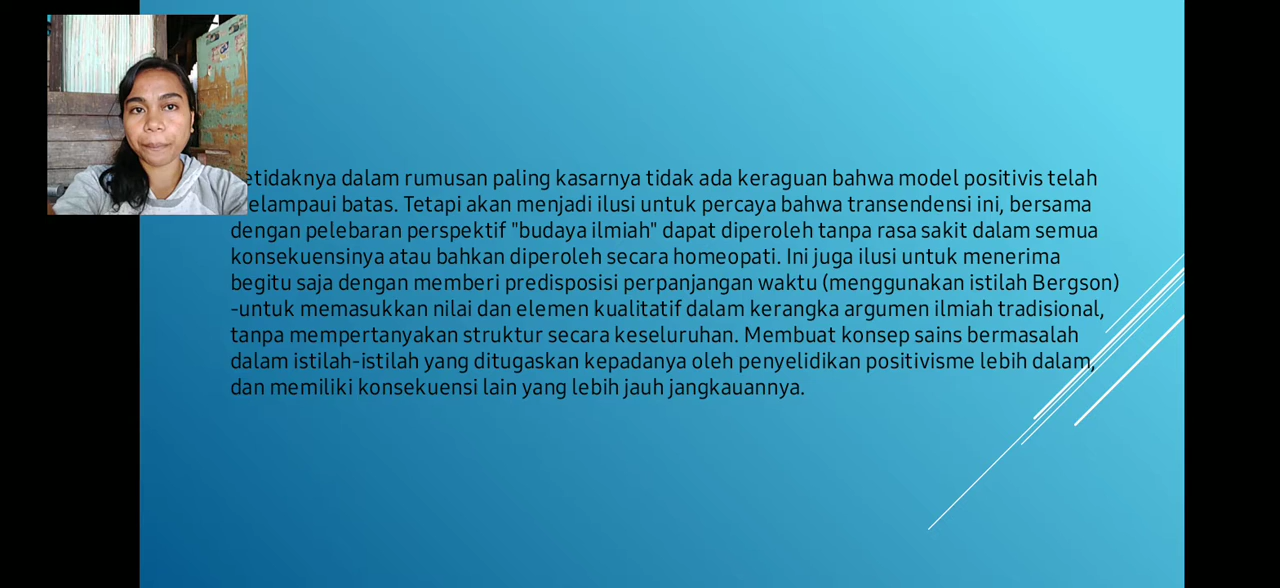 dalam rumusan paling kasarnya tidak ada keraguan bahwa model positivis telah
batas. Tetapi akan menjadi ilusi untuk percaya bahwa transendensi ini, bersama
dengan pelebaran perspektif "budaya ilmiah" dapat diperoleh tanpa rasa sakit dalam semua
konsekuensinya atau bahkan diperoleh secara homeopati. Ini juga ilusi untuk menerima
begitu saja dengan memberi predisposisi perpanjangan waktu (menggunakan istilah Bergson)
-untuk memasukkan nilai dan elemen kualitatif dalam kerangka argumen ilmiah tradisional,
tanpa mempertanyakan struktur secara keseluruhan. Membuat konsep sains bermasalah
dalam istilah-istilah yang ditugaskan kepadanya oleh penyelidikan positivisme lebih dalam,
dan memiliki konsekuensi lain yang lebih jauh jangkauannya.